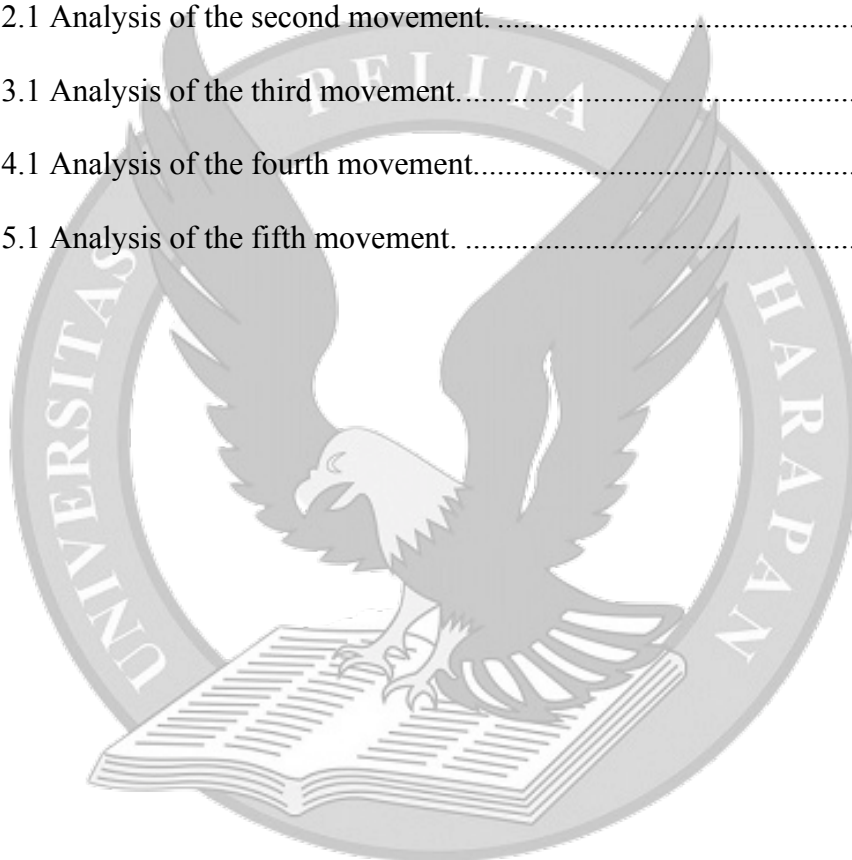 2.1 Analysis of the second movement. ............................................
3.1 Analysis of the third movement.................................................
4.1 Analysis of the fourth movement...............................................
5.1 Analysis of the fifth movement. ................................................
UNIVERSITAS PELITA HARAPAN